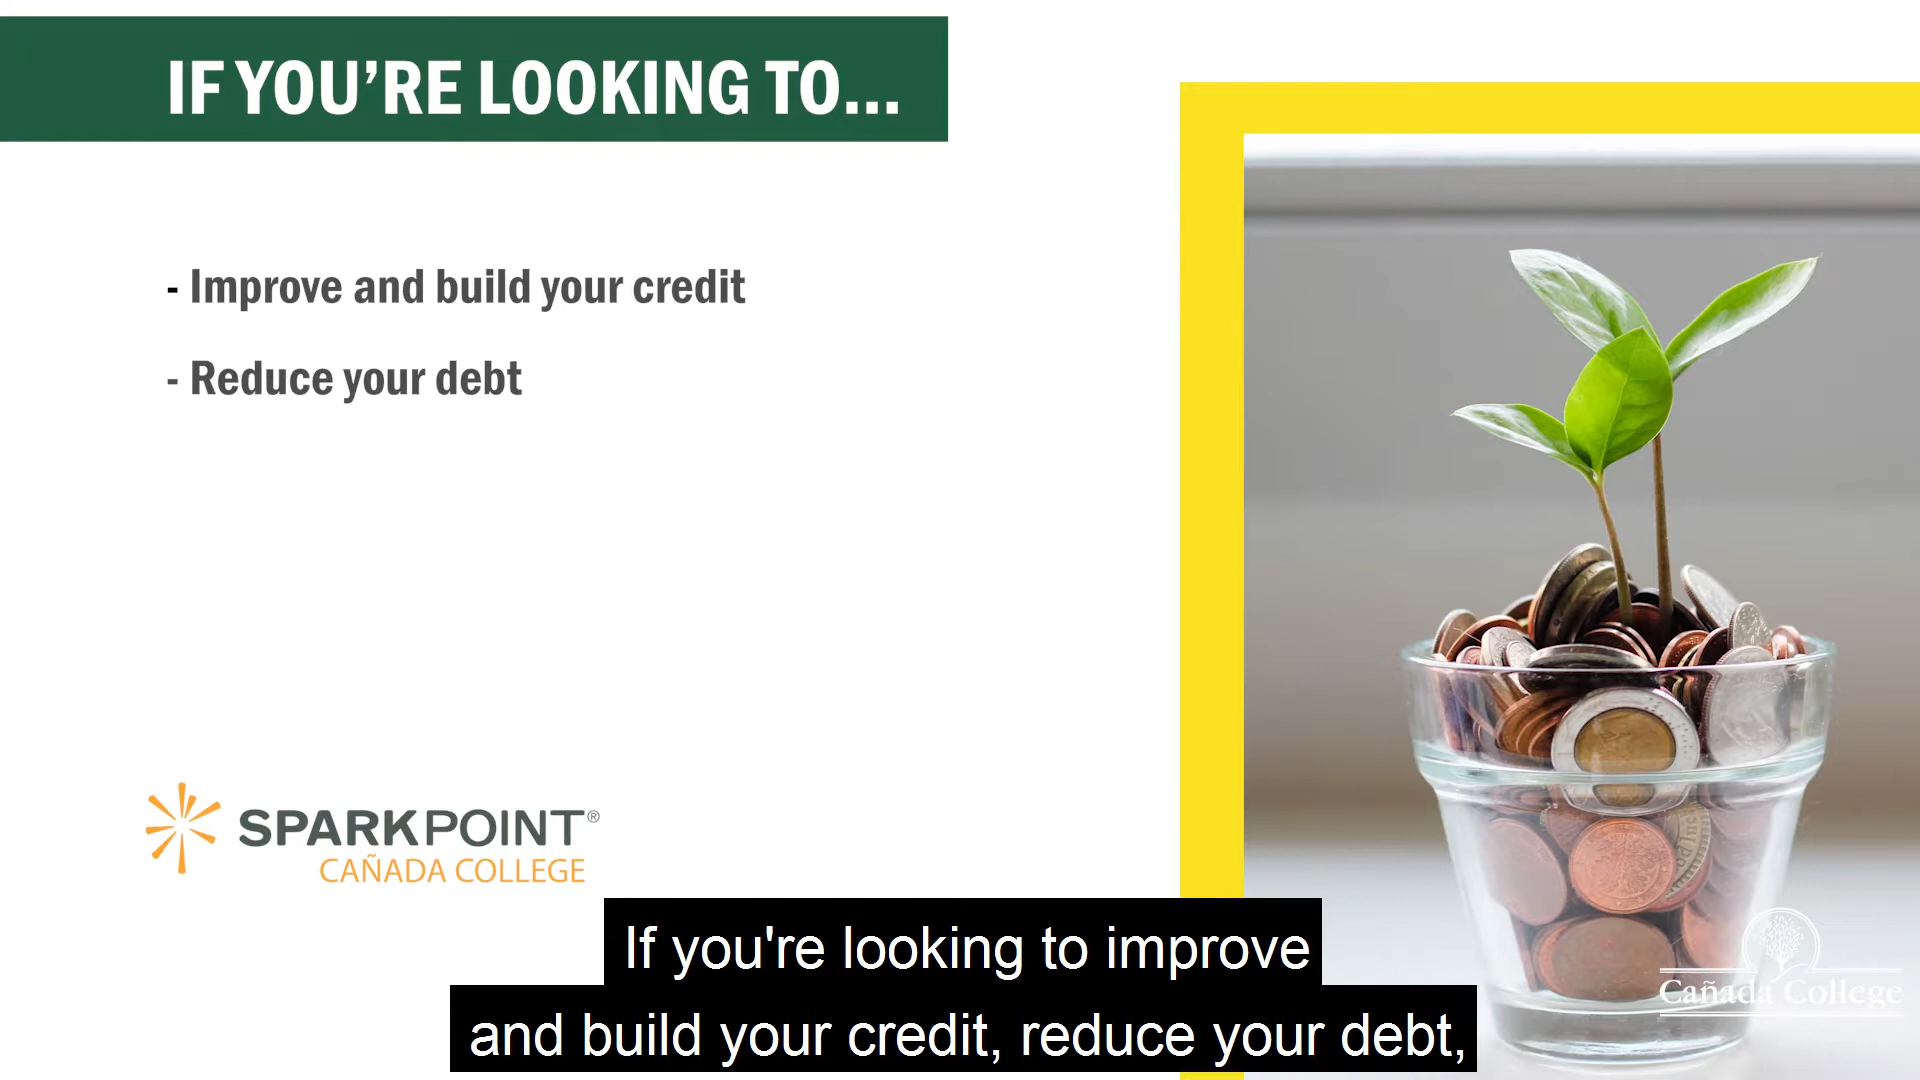 IF YOU’RE LOOKING TO...
- Improve and build your credit
- Reduce your debt
SPARKPOINT®
CAÑADA COLLEGE
If you're looking to improve
and build your credit, reduce your debt,
Cañada College